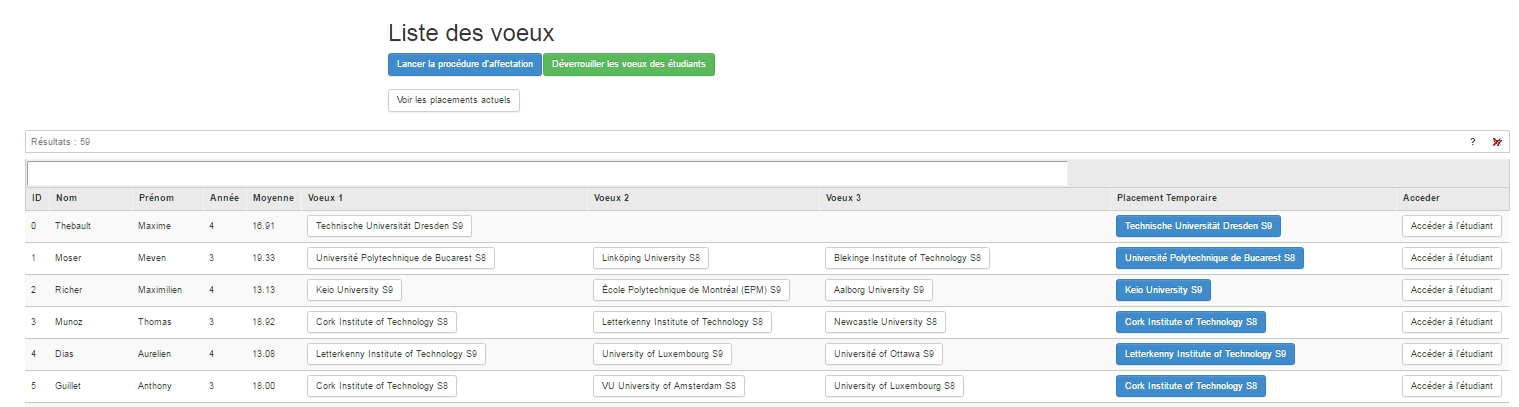 Liste des voeux
Lancer la procédure d'affectation Déverrouiller les voeux des étudiants
Voir les placements actuels
Résultats : 59 ?
ID Nom Prénom Année Moyenne Voeux 1 Voeux 2 Voeux 3 Placement Temporaire Acceder
0 Thebault Maxime 4 16.91 Technische Universität Dresden S9 Technische Universität Dresden S9 Accéder à l'étudiant
1 Moser Meven 3 19.33 Université Polytechnique de Bucarest S8 Linköping University S8 Blekinge Institute of Technology S8 Université Polytechnique de Bucarest S8 Accéder à l'étudiant
2 Richer Maximilien 4 13.13 Keio University S9 École Polytechnique de Montréal (EPM) S9 Aalborg University S9 Keio University S9 Accéder à l'étudiant
3 Munoz Thomas 3 18.92 Cork Institute of Technology S8 Letterkenny Institute of Technology S8 Newcastle University S8 Cork Institute of Technology S8 Accéder à l'étudiant
4 Dias Aurelien 4 13.08 Letterkenny Institute of Technology S9 University of Luxembourg S9 Université of Ottawa S9 Letterkenny Institute of Technology S9 Accéder à l'étudiant
5 Guillet Anthony 3 18.00 Cork Institute of Technology S8 VU University of Amsterdam S8 University of Luxembourg S8 Cork Institute of Technology S8 Accéder à l'étudiant